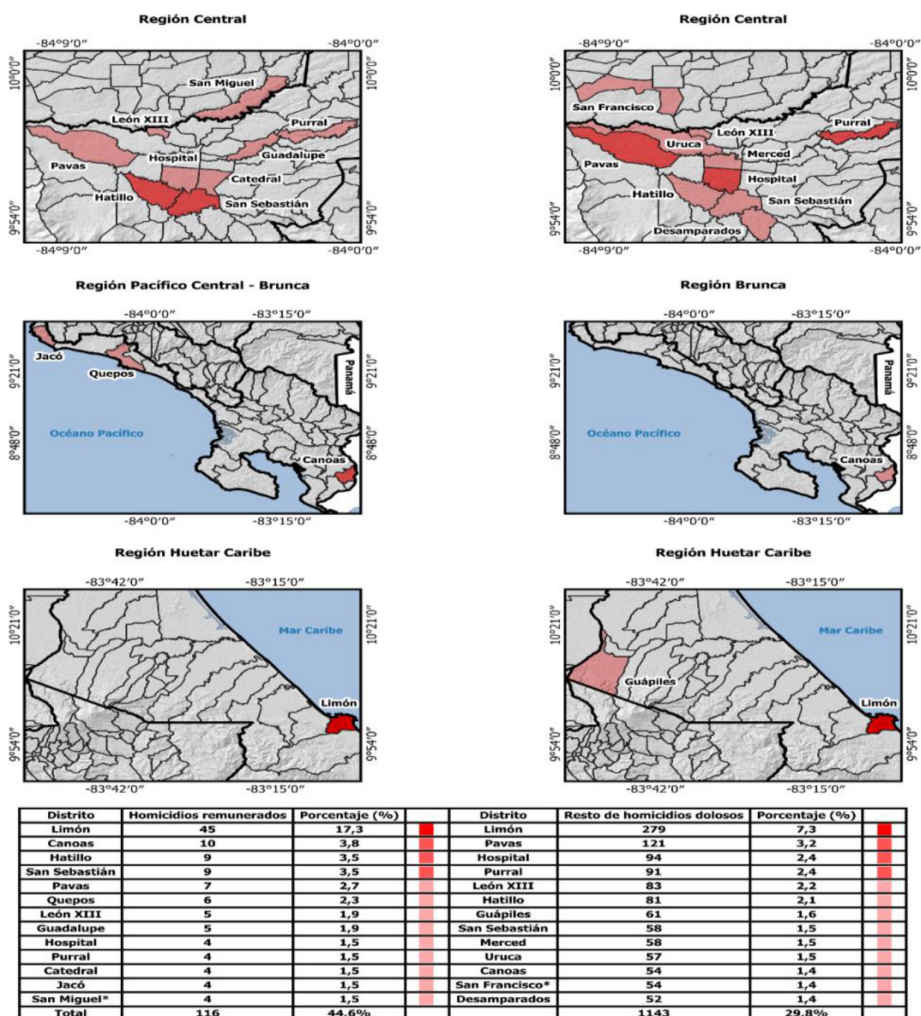 Región Central
-84°9'0" -84°0'0"
10°0'0"
San Miguel
León XIII
Purral
Hospital
Guadalupe
Pavas
Catedral
Hatillo
San Sebastián
9°54'0"
-84°9'0" -84°0'0"
Región Central
-84°9'0" -84°0'0"
10°0'0"
San Francisco
León XIII
Purral
Uruca
Merced
Pavas
Hospital
Hatillo
San Sebastián
Desamparados
9°54'0"
-84°9'0" -84°0'0"
Región Pacífico Central - Brunca
-84°0'0" -83°15'0"
Jacó
Quepos
Panamá
9°21'0"
Océano Pacífico
8°48'0"
Canoas
-84°0'0" -83°15'0"
Región Brunca
-84°0'0" -83°15'0"
Panamá
9°21'0"
Océano Pacífico
8°48'0"
Canoas
-84°0'0" -83°15'0"
Región Huetar Caribe
-83°42'0" -83°15'0"
10°21'0"
Mar Caribe
Limón
9°54'0"
-83°42'0" -83°15'0"
Región Huetar Caribe
-83°42'0" -83°15'0"
10°21'0"
Mar Caribe
Guápiles
Limón
9°54'0"
-83°42'0" -83°15'0"
Distrito Homicidios remunerados Porcentaje (%) Distrito Resto de homicidios dolosos Porcentaje (%)
Limón 45 17,3 Limón 279 7,3
Canoas 10 3,8 Pavas 121 3,2
Hatillo 9 3,5 Hospital 94 2,4
San Sebastián 9 3,5 Purral 91 2,4
Pavas 7 2,7 León XIII 83 2,2
Quepos 6 2,3 Hatillo 81 2,1
León XIII 5 1,9 Guápiles 61 1,6
Guadalupe 5 1,9 San Sebastián 58 1,5
Hospital 4 1,5 Merced 58 1,5
Purral 4 1,5 Uruca 57 1,5
Catedral 4 1,5 Canoas 54 1,4
Jacó 4 1,5 San Francisco* 54 1,4
San Miguel* 4 1,5 Desamparados 52 1,4
Total 116 44,6% 1143 29,8%